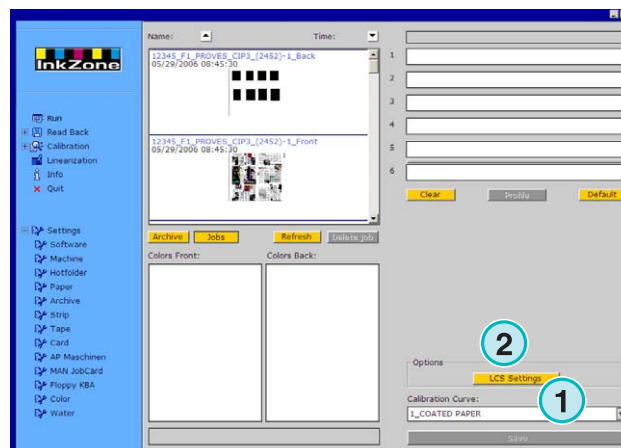 InkZone
Run
Read Back
Calibration
Linearization
Info
Quit
Settings
Software
Machine
Hotfolder
Paper
Archive
Strip
Tape
Card
AP Maschinen
MAN JobCard
Floppy KBA
Color
Water
Name:
Time:
12345_F1_PROVES_CIP3_(2452)-1_Back
05/29/2006 08:45:30
12345_F1_PROVES_CIP3_(2452)-1_Front
05/29/2006 08:45:30
Archive
Jobs
Refresh
Delete job
Colors Front:
Colors Back:
1
2
3
4
5
6
Clear
Profile
Default
2
Options
LCS Settings
1
Calibration Curve:
1_COATED PAPER
Save